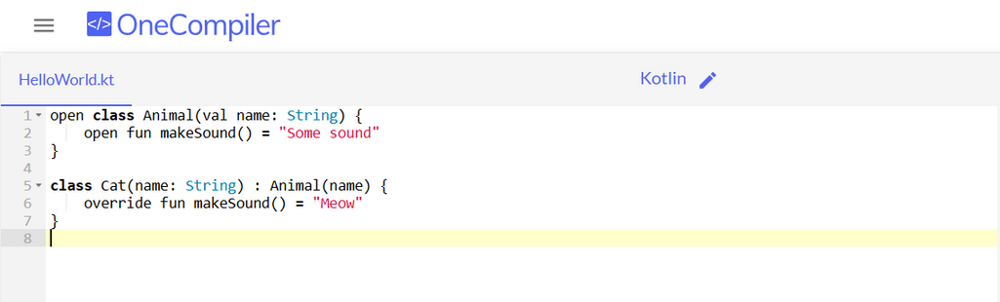 </> OneCompiler
HelloWorld.kt
Kotlin
1 open class Animal(val name: String) {
2     open fun makeSound() = "Some sound"
3 }
4
5 class Cat(name: String) : Animal(name) {
6     override fun makeSound() = "Meow"
7 }
8